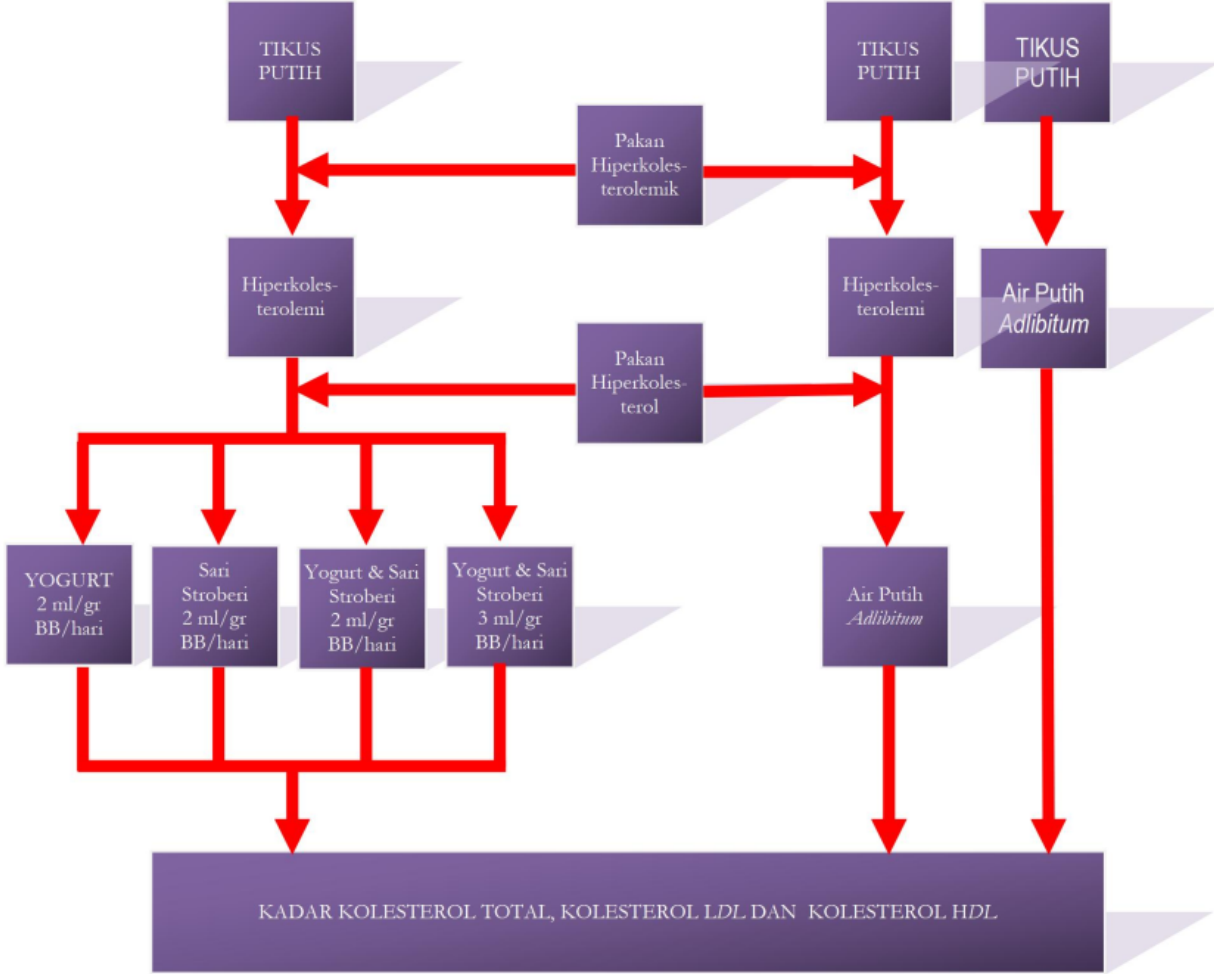 TIKUS
PUTIH
TIKUS
PUTIH
TIKUS
PUTIH
Pakan
Hiperkoles-
terolemik
Hiperkoles-
terolemi
Hiperkoles-
terolemi
Air Putih
Adlibitum
Pakan
Hiperkoles-
terol
YOGURT
2 ml/gr
BB/hari
Sari
Stroberi
2 ml/gr
BB/hari
Yogurt & Sari
Stroberi
2 ml/gr
BB/hari
Yogurt & Sari
Stroberi
3 ml/gr
BB/hari
Air Putih
Adlibitum
KADAR KOLESTEROL TOTAL, KOLESTEROL LDL DAN KOLESTEROL HDL